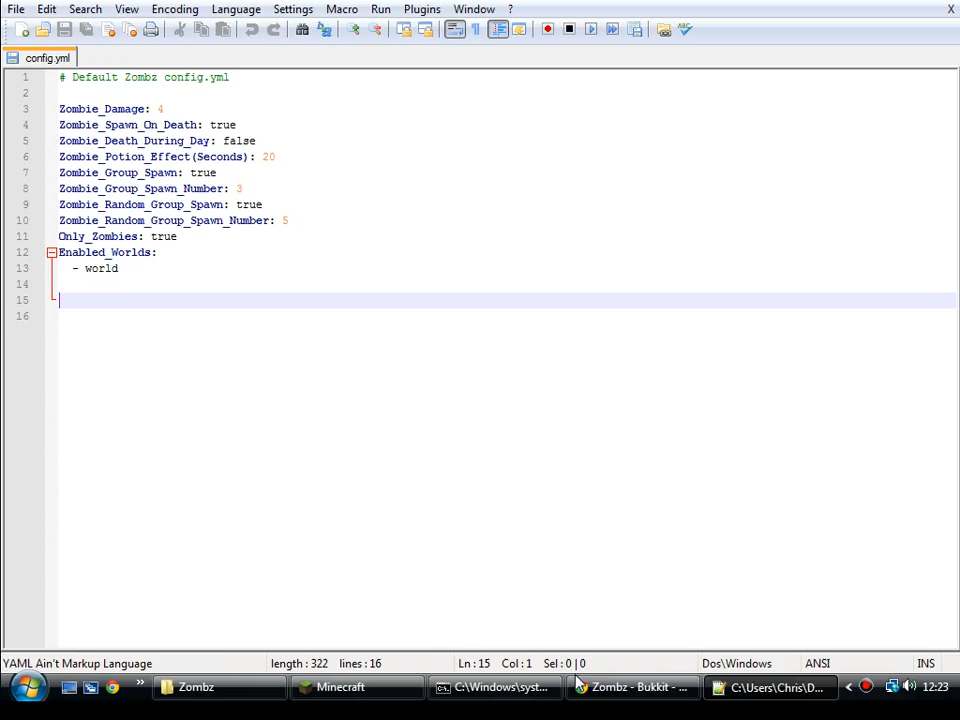 File Edit Search View Encoding Language Settings Macro Run Plugins Window ? X
config.yml
1 # Default Zombz config.yml
2
3 Zombie_Damage: 4
4 Zombie_Spawn_On_Death: true
5 Zombie_Death_During_Day: false
6 Zombie_Potion_Effect(Seconds): 20
7 Zombie_Group_Spawn: true
8 Zombie_Group_Spawn_Number: 3
9 Zombie_Random_Group_Spawn: true
10 Zombie_Random_Group_Spawn_Number: 5
11 Only_Zombies: true
12 Enabled_Worlds:
13 - world
14
15
16
YAML Ain't Markup Language length : 322 lines : 16 Ln : 15 Col : 1 Sel : 0 | 0 Dos\Windows ANSI INS
Zombz Minecraft C:\Windows\syst... Zombz - Bukkit - ... C:\Users\Chris\D... 12:23